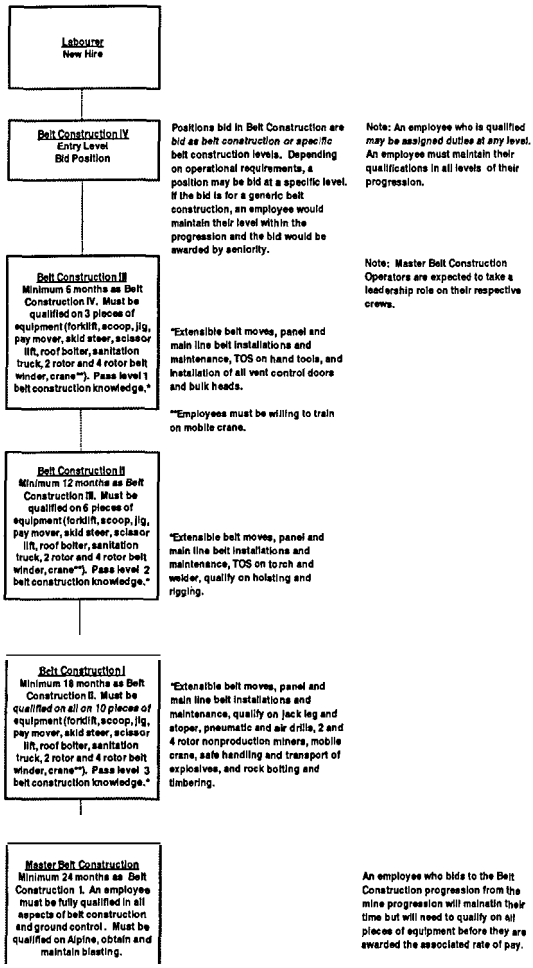 Labourer
New Hire
Belt Construction IV
Entry Level
Bid Position
Positions bid in Belt Construction are
bid as belt construction or specific
belt construction levels. Depending
on operational requirements, a
position may be bid at a specific level.
If the bid is for a generic belt
construction, an employee would
maintain their level within the
progression and the bid would be
awarded by seniority.
Note: An employee who is qualified
may be assigned duties at any level.
An employee must maintain their
qualifications in all levels of their
progression.
Note: Master Belt Construction
Operators are expected to take a
leadership role on their respective
crews.
Belt Construction III
Minimum 6 months as Belt
Construction IV. Must be
qualified on 3 pieces of
equipment (forklift, scoop, jig,
pay mover, skid steer, scissor
lift, roof bolter, sanitation
truck, 2 rotor and 4 rotor belt
winder, crane**). Pass level 1
belt construction knowledge.*
*Extensible belt moves, panel and
main line belt installations and
maintenance, TOS on hand tools, and
installation of all vent control doors
and bulk heads.
**Employees must be willing to train
on mobile crane.
Belt Construction II
Minimum 12 months as Belt
Construction III. Must be
qualified on 6 pieces of
equipment (forklift, scoop, jig,
pay mover, skid steer, scissor
lift, roof bolter, sanitation
truck, 2 rotor and 4 rotor belt
winder, crane**). Pass level 2
belt construction knowledge.*
*Extensible belt moves, panel and
main line belt installations and
maintenance, TOS on torch and
welder, qualify on hoisting and
rigging.
Belt Construction I
Minimum 18 months as Belt
Construction II. Must be
qualified on all on 10 pieces of
equipment (forklift, scoop, jig,
pay mover, skid steer, scissor
lift, roof bolter, sanitation
truck, 2 rotor and 4 rotor belt
winder, crane**). Pass level 3
belt construction knowledge.*
*Extensible belt moves, panel and
main line belt installations and
maintenance, qualify on jack leg and
stoper, pneumatic and air drills, 2 and
4 rotor nonproduction miners, mobile
crane, safe handling and transport of
explosives, and rock bolting and
timbering.
Master Belt Construction
Minimum 24 months as Belt
Construction 1. An employee
must be fully qualified in all
aspects of belt construction
and ground control. Must be
qualified on Alpine, obtain and
maintain blasting.
An employee who bids to the Belt
Construction progression from the
mine progression will mainatin their
time but will need to qualify on all
pieces of equipment before they are
awarded the associated rate of pay.